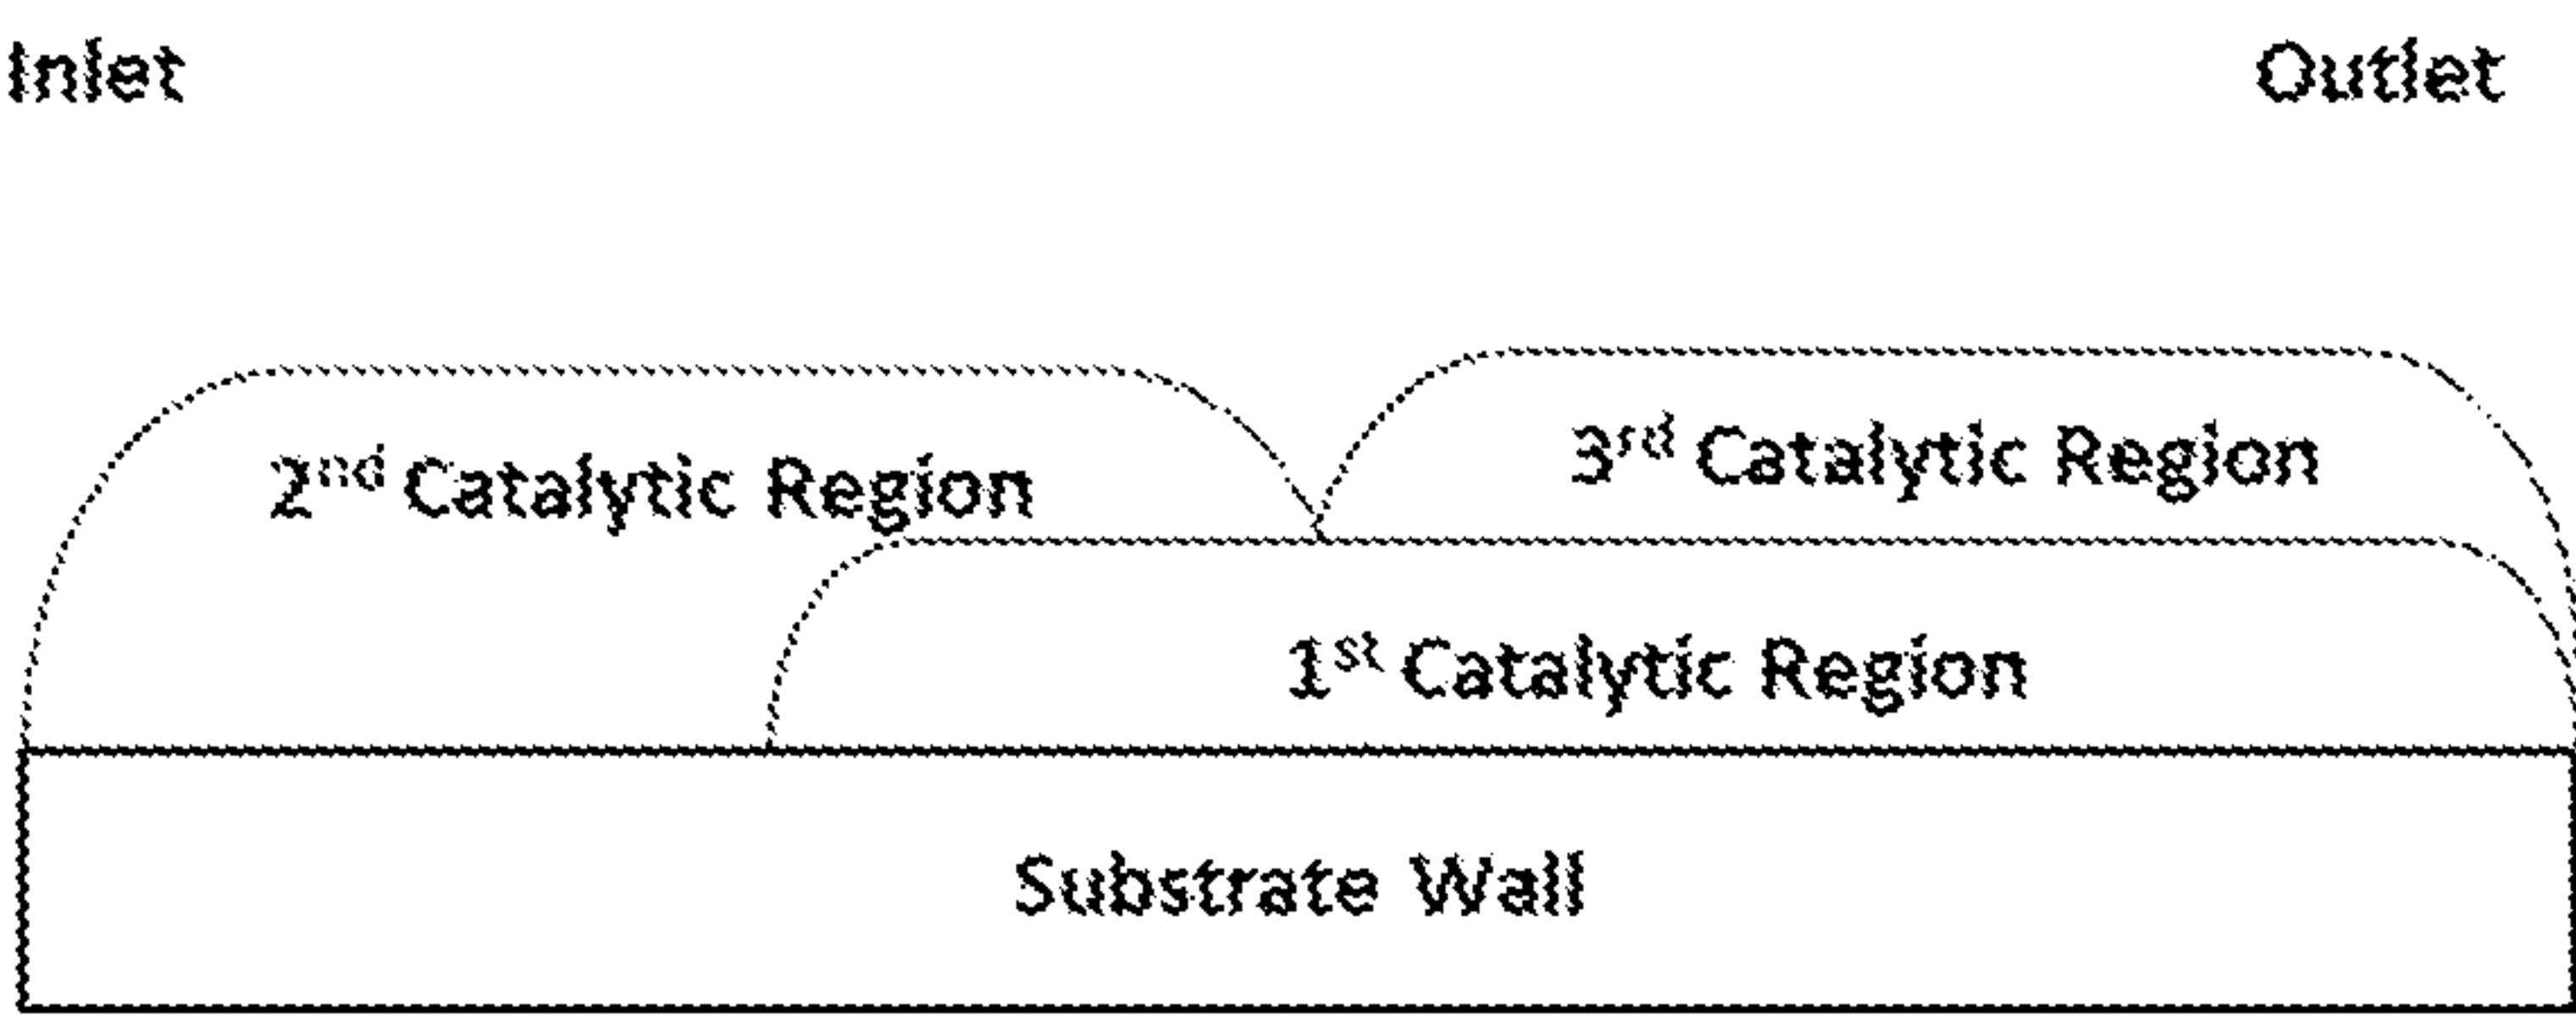 Inlet
Outlet
3rd Catalytic Region
2nd Catalytic Region
1st Catalytic Region
Substrate Wall